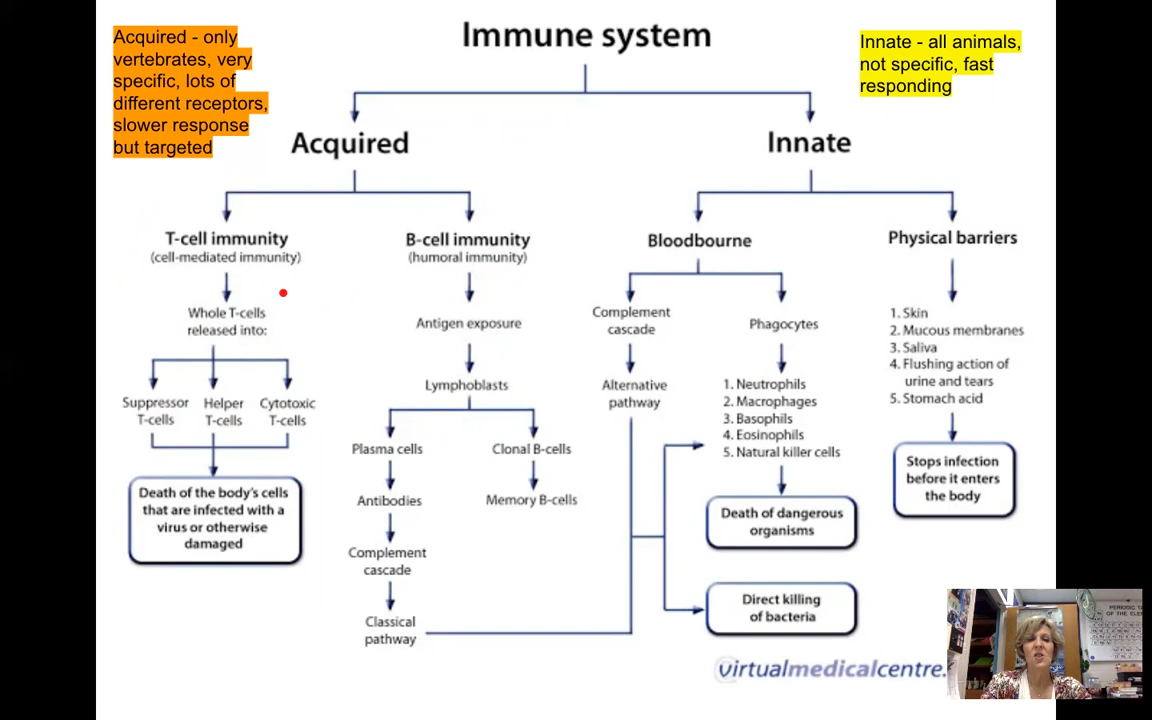 Immune system
Acquired - only
vertebrates, very
specific, lots of
different receptors,
slower response
but targeted
Innate - all animals,
not specific, fast
responding
Acquired
Innate
T-cell immunity
(cell-mediated immunity)
B-cell immunity
(humoral immunity)
Bloodbourne
Physical barriers
Whole T-cells
released into:
Suppressor
T-cells
Helper
T-cells
Cytotoxic
T-cells
Death of the body's cells
that are infected with a
virus or otherwise
damaged
Antigen exposure
Lymphoblasts
Plasma cells
Clonal B-cells
Antibodies
Memory B-cells
Complement
cascade
Classical
pathway
Complement
cascade
Alternative
pathway
Phagocytes
1. Neutrophils
2. Macrophages
3. Basophils
4. Eosinophils
5. Natural killer cells
Death of dangerous
organisms
Direct killing
of bacteria
1. Skin
2. Mucous membranes
3. Saliva
4. Flushing action of
urine and tears
5. Stomach acid
Stops infection
before it enters
the body
virtualmedicalcentre.
PERIODIC
OF THE